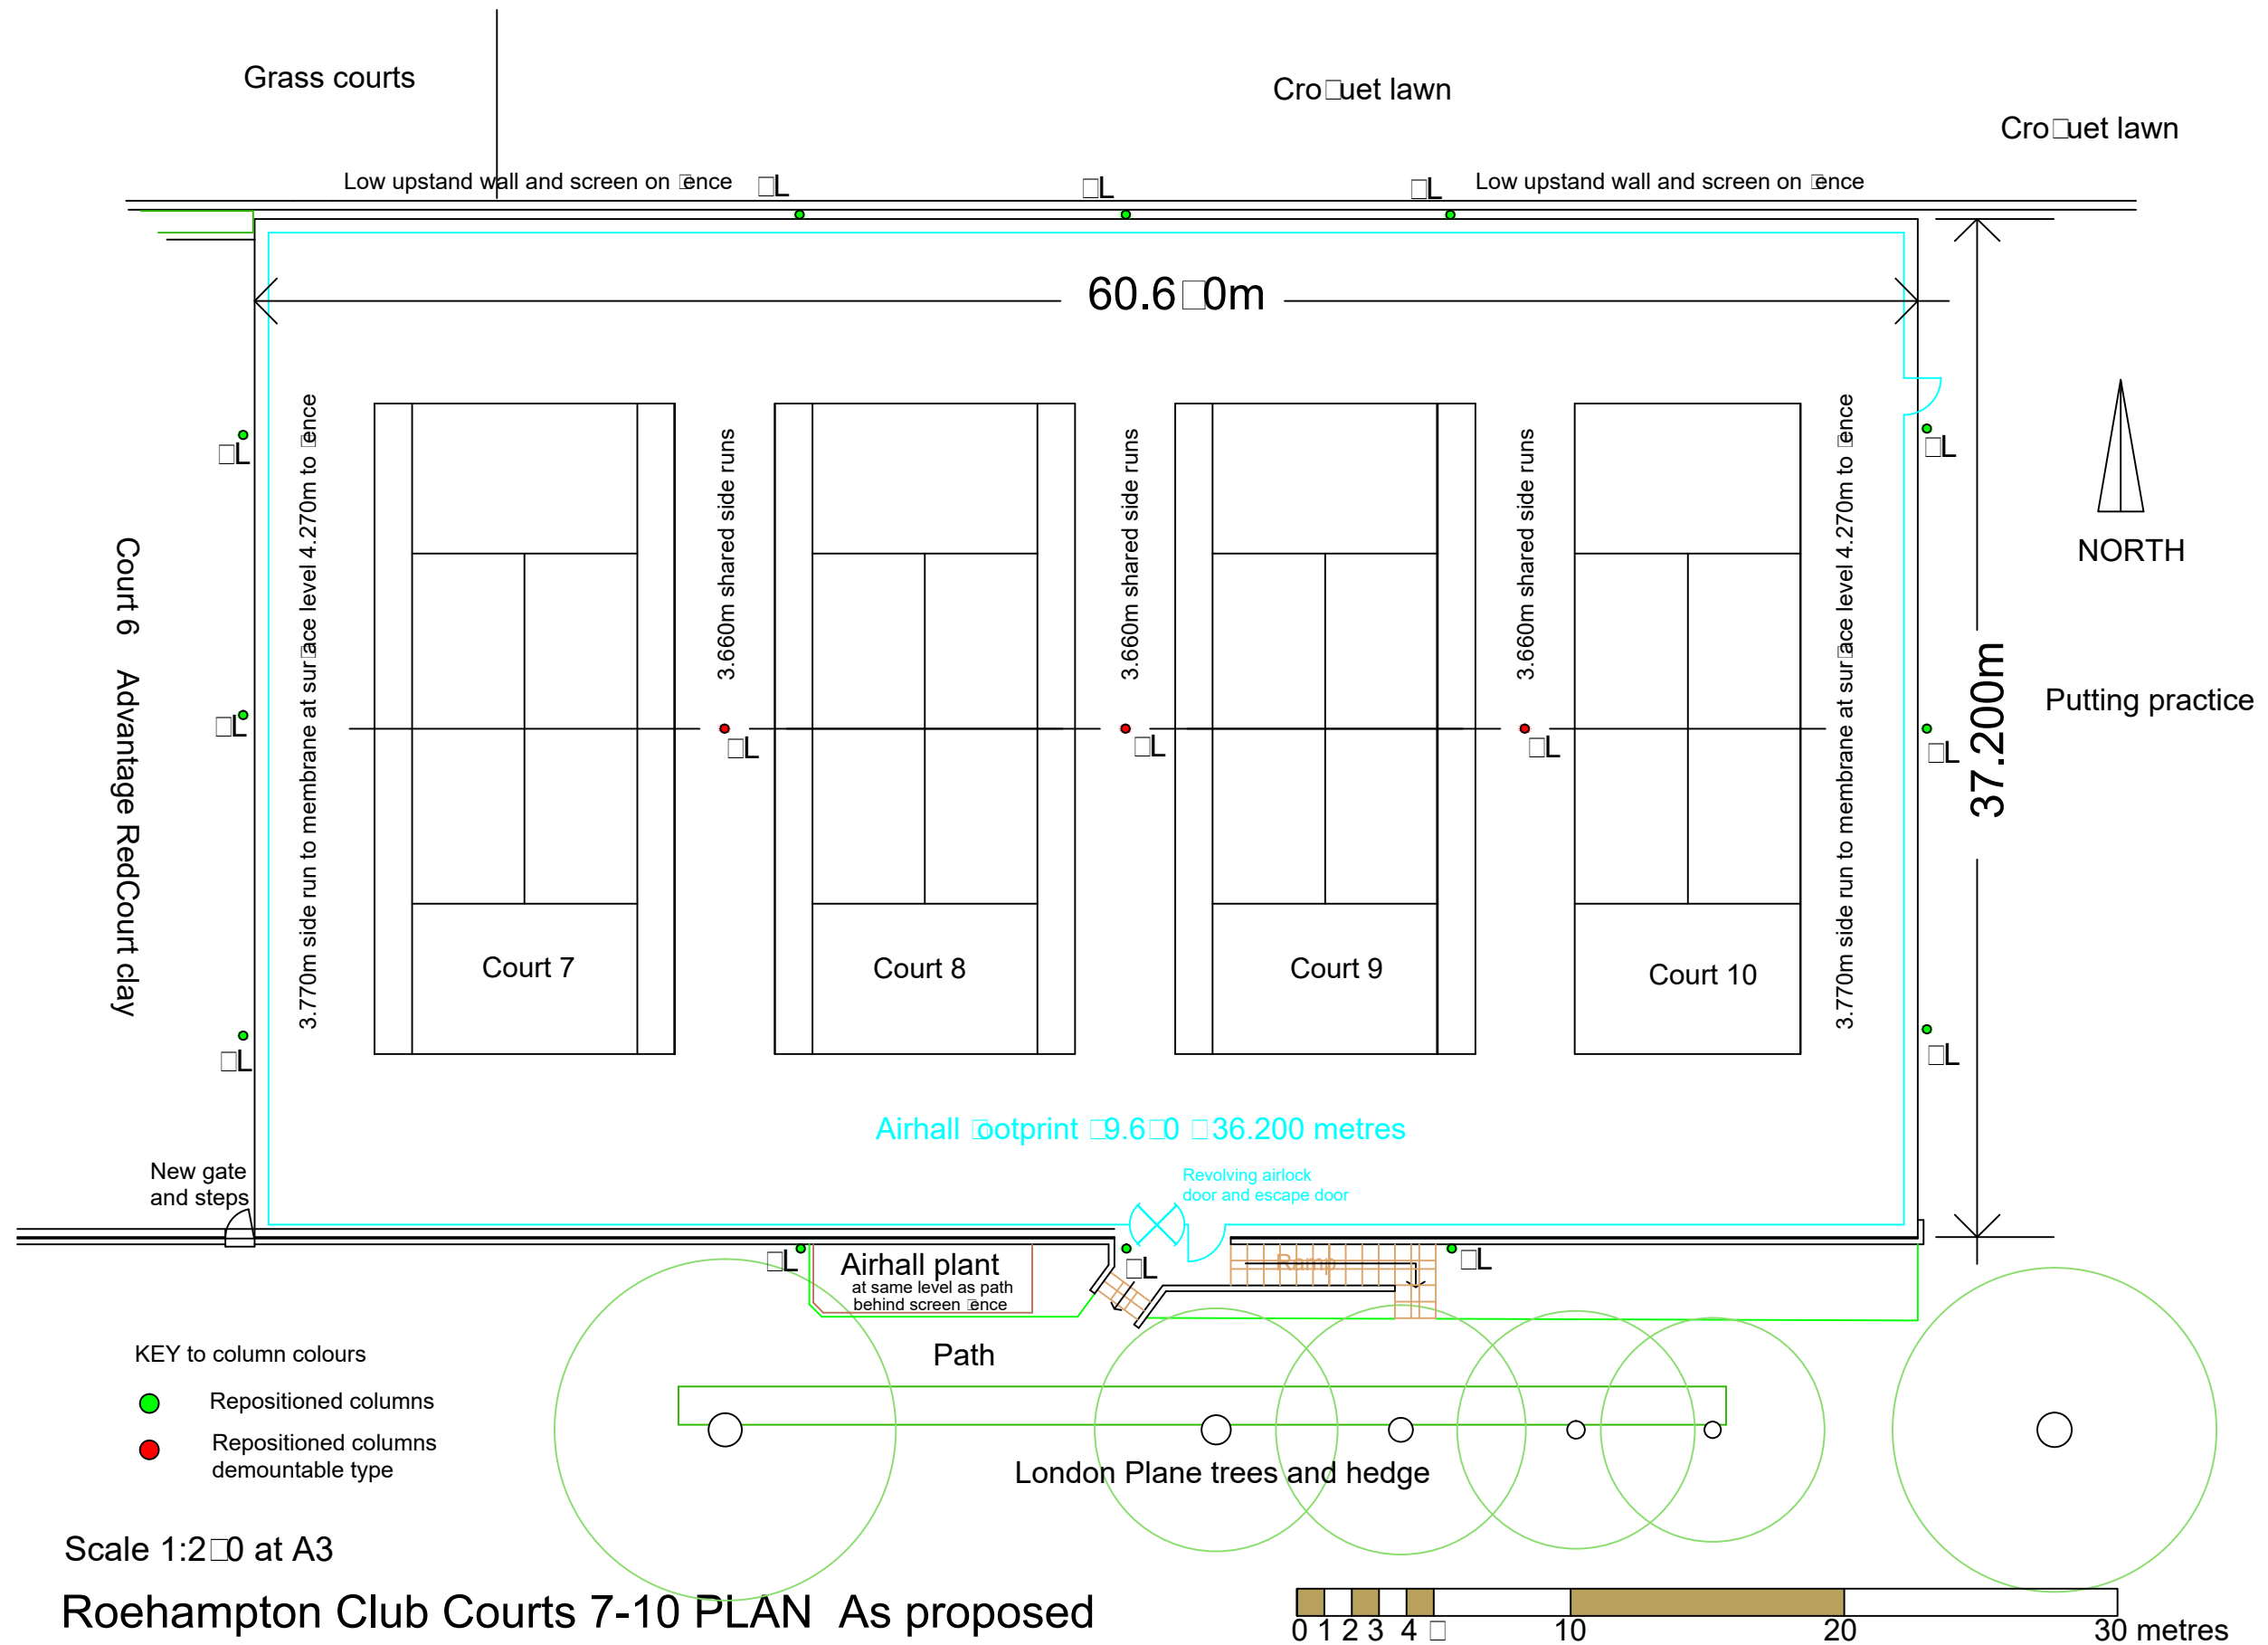 Grass courts
Cro□uet lawn
Cro□uet lawn
Low upstand wall and screen on □ence
□L
□L
□L
Low upstand wall and screen on □ence
60.6□0m
□L
□L
□L
Court 6 Advantage RedCourt clay
3.770m side run to membrane at sur□ace level 4.270m to □ence
3.660m shared side runs
3.660m shared side runs
3.660m shared side runs
3.770m side run to membrane at sur□ace level 4.270m to □ence
□L
□L
□L
□L
□L
□L
37.200m
NORTH
Putting practice
Court 7
Court 8
Court 9
Court 10
Airhall □ootprint □9.6□0 □ 36.200 metres
New gate
and steps
Revolving airlock
door and escape door
□L
Airhall plant
at same level as path
behind screen □ence
□L
Ramp
□L
Path
KEY to column colours
Repositioned columns
Repositioned columns
demountable type
London Plane trees and hedge
Scale 1:2□0 at A3
Roehampton Club Courts 7-10 PLAN As proposed
0 1 2 3 4 □ 10 20 30 metres